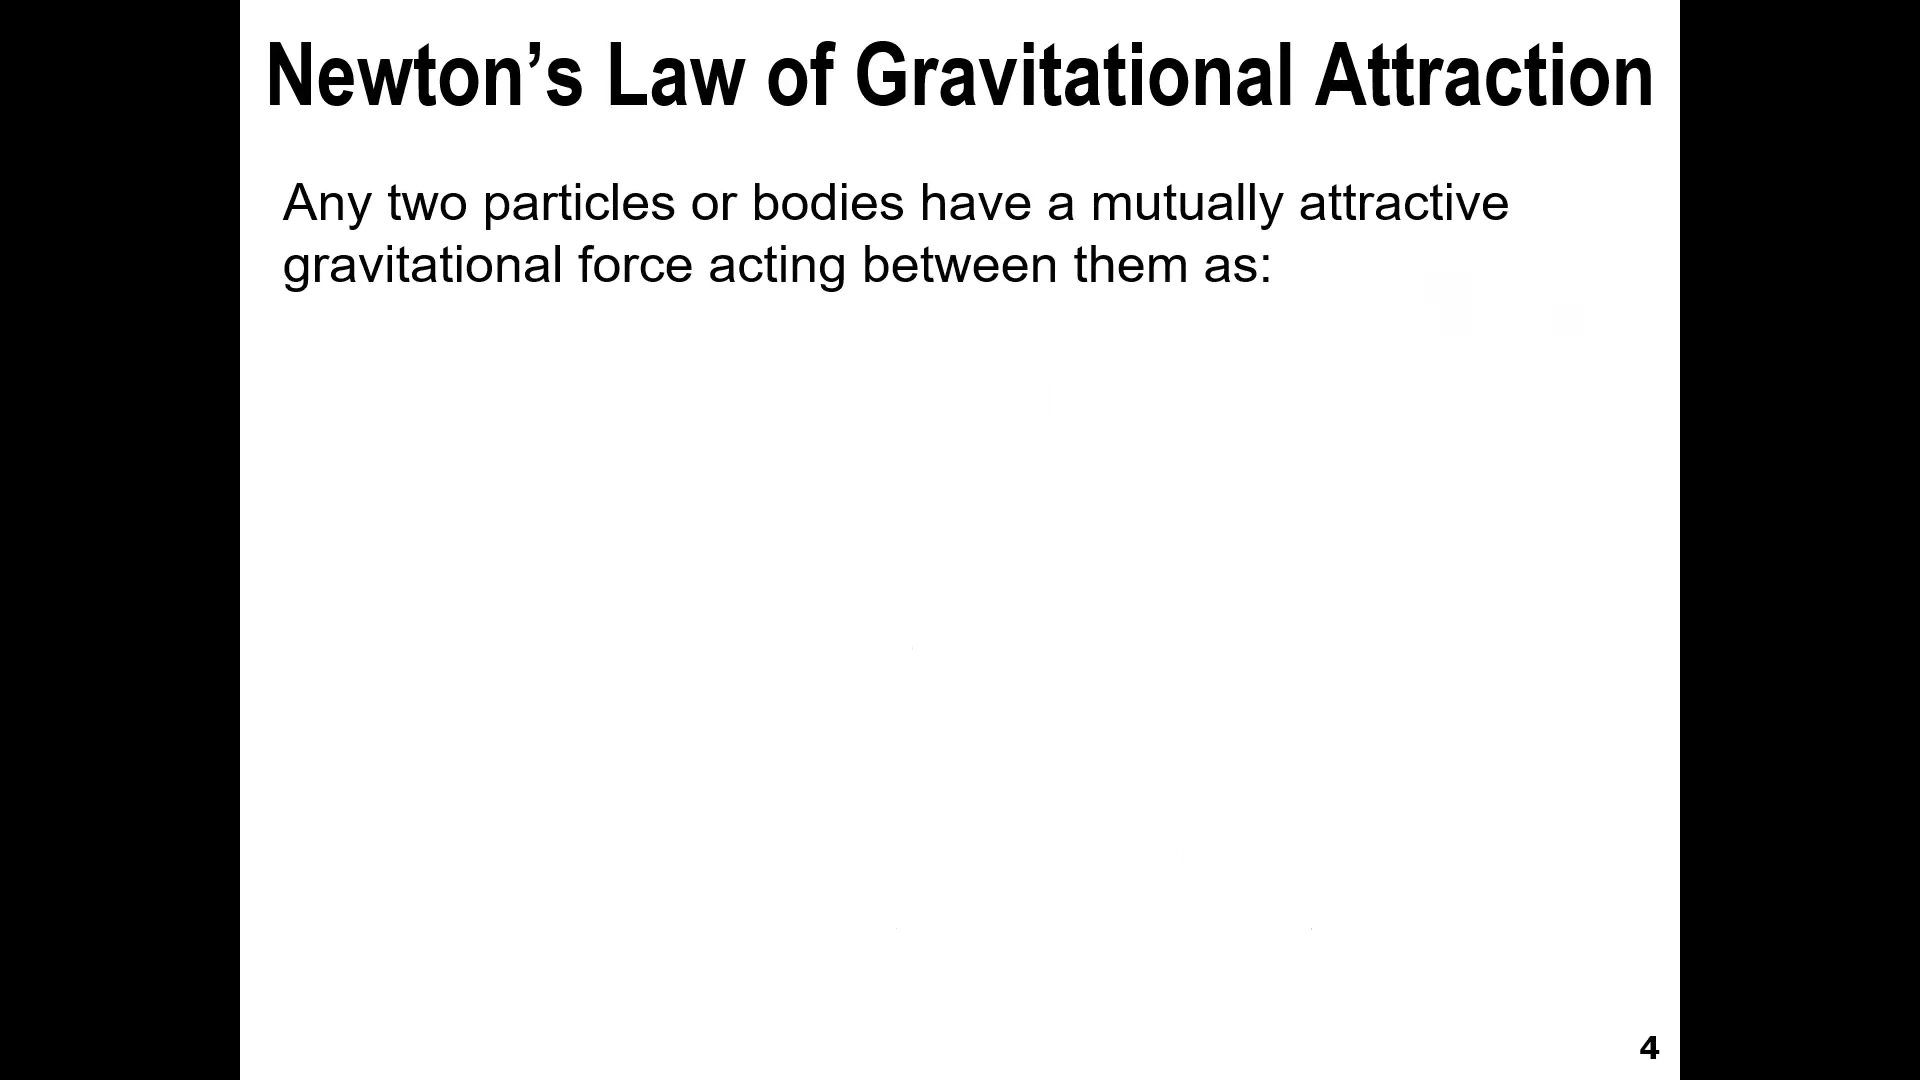 Newton’s Law of Gravitational Attraction
Any two particles or bodies have a mutually attractive
gravitational force acting between them as:
4